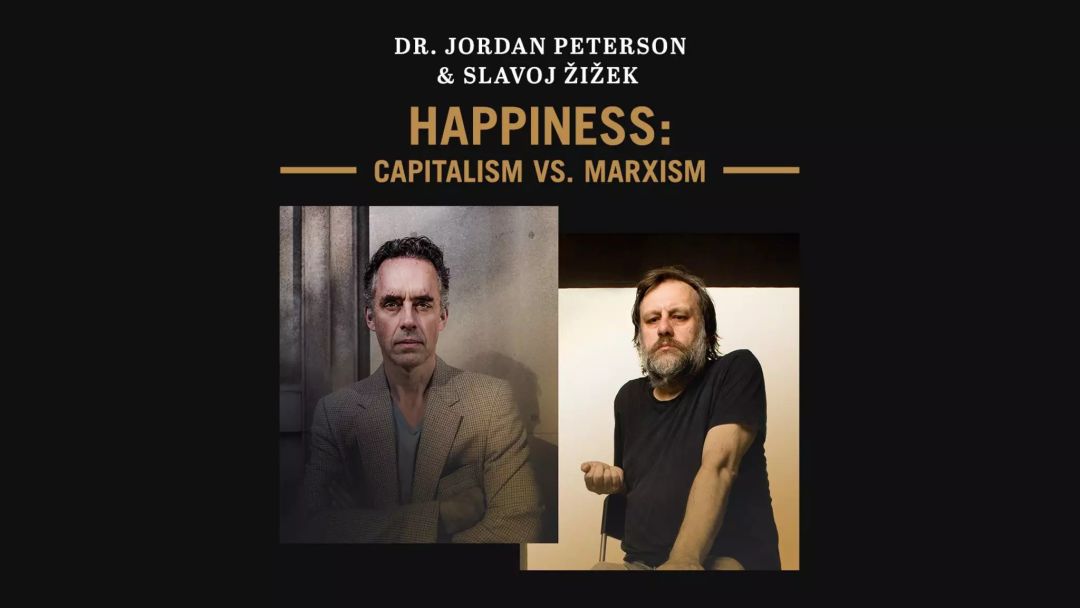 DR. JORDAN PETERSON
& SLAVOJ ŽIŽEK
HAPPINESS:
CAPITALISM VS. MARXISM